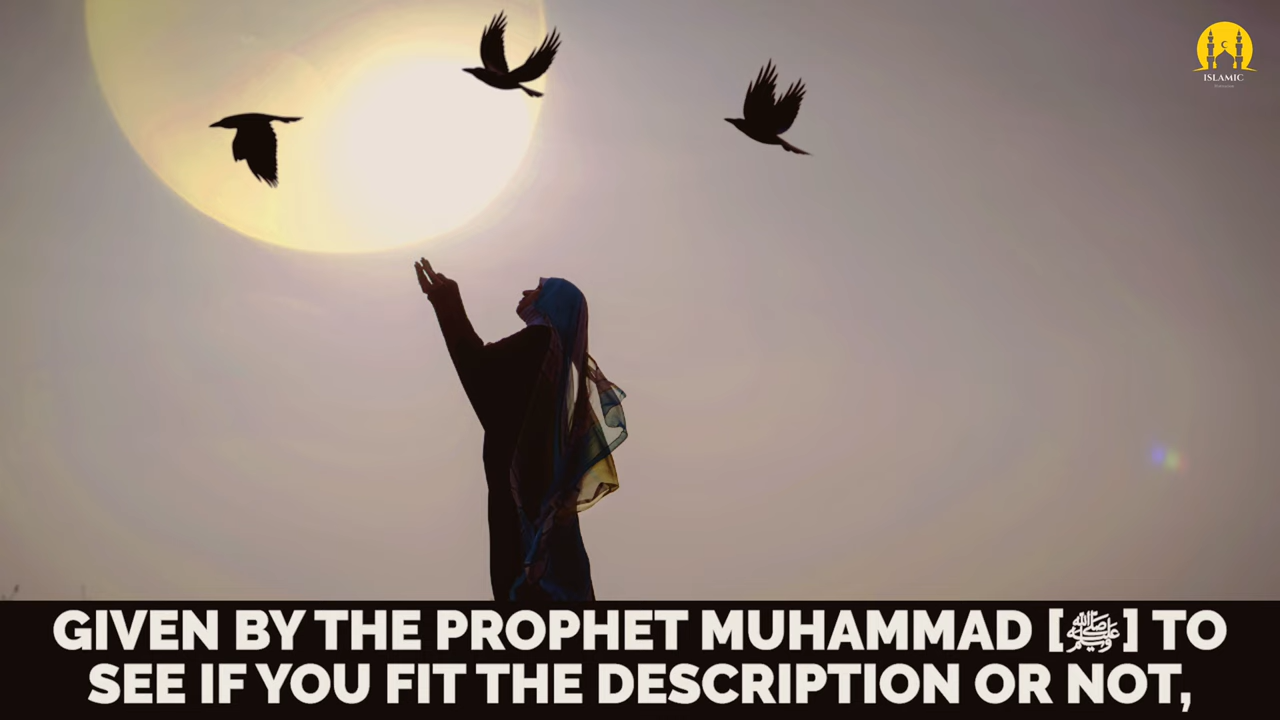 ISLAMIC
GIVEN BY THE PROPHET MUHAMMAD [ﷺ] TO
SEE IF YOU FIT THE DESCRIPTION OR NOT,